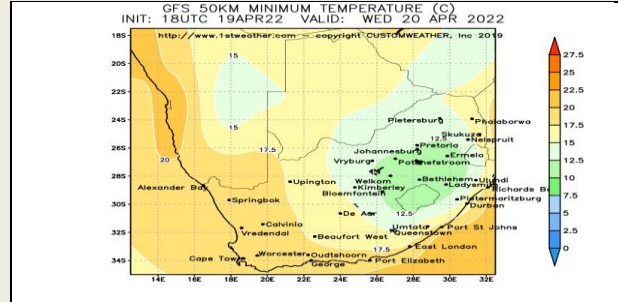 GFS 50KM MINIMUM TEMPERATURE (C)
INIT: 18UTC 19APR22 VALID: WED 20 APR 2022
http://www.1stweather.com - copyright CUSTOMWEATHER, Inc 2019
18S
20S
22S
24S
26S
28S
30S
32S
34S
15
15
17.5
20
12.5
12.5
17.5
Pietersburg
Phalaborwa
Skukuza
Nelspruit
Pretoria
Johannesburg
Ermelo
Vryburg
Potchefstroom
Welkom
Bethlehem
Ulundi
Alexander Bay
Upington
Kimberley
Ladysmith
Richards B
Bloemfontein
Springbok
Pietermaritzburg
Durban
De Aar
Calvinia
Umtata
Port St Johns
Vredendal
Beaufort West
Queenstown
East London
Worcester
Oudtshoorn
Cape Town
George
Port Elizabeth
14E
16E
18E
20E
22E
24E
26E
28E
30E
32E
27.5
25
22.5
20
17.5
15
12.5
10
7.5
5
2.5
0